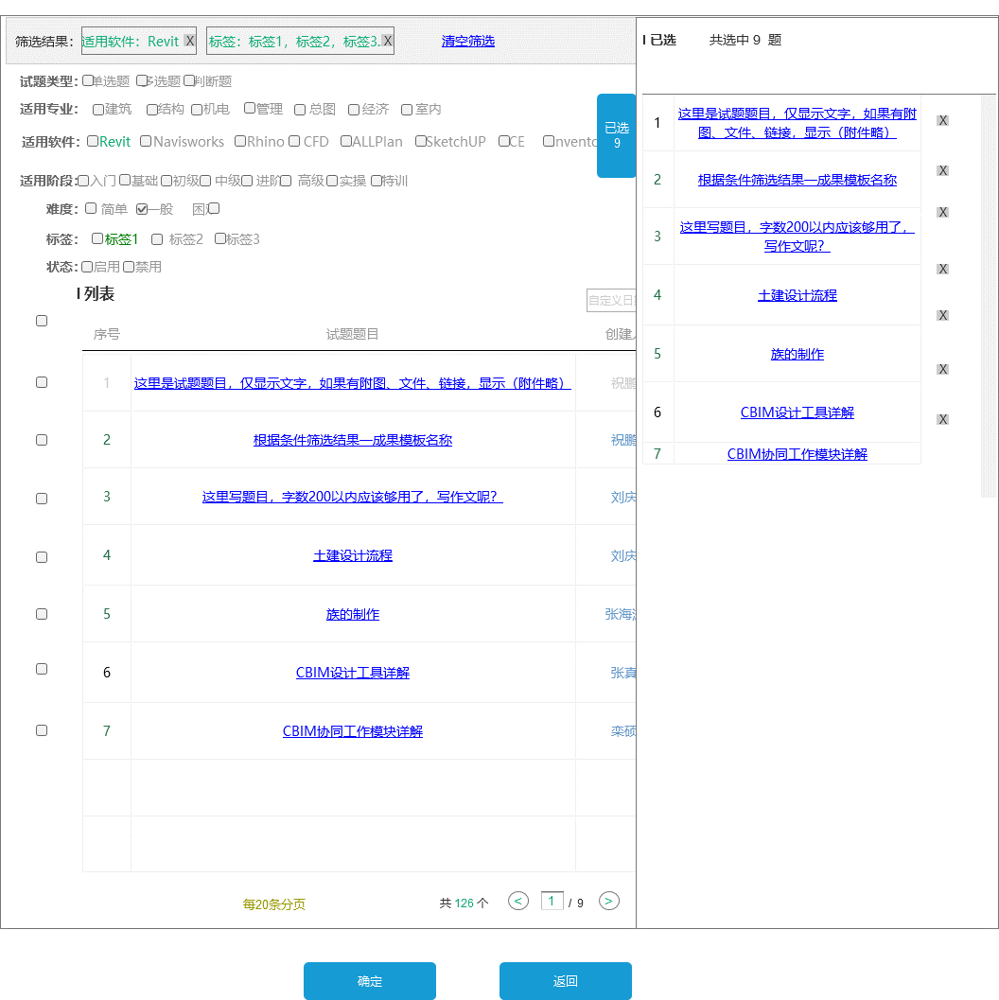 筛选结果： 适用软件：Revit X 标签：标签1，标签2，标签3. X 清空筛选
试题类型： 单选题 多选题 判断题
适用专业： 建筑 结构 机电 管理 总图 经济 室内
适用软件： Revit Navisworks Rhino CFD ALLPlan SketchUP CE Invento
适用阶段： 入门 基础 初级 中级 进阶 高级 实操 特训
难度： 简单 一般 困
标签： 标签1 标签2 标签3
状态： 启用 禁用
I 列表
自定义日
序号 试题题目 创建
1 这里是试题题目，仅显示文字，如果有附图、文件、链接，显示（附件略） 祝鹏
2 根据条件筛选结果—成果模板名称 祝鹏
3 这里写题目，字数200以内应该够用了，写作文呢？ 刘庆
4 土建设计流程 刘庆
5 族的制作 张海
6 CBIM设计工具详解 张真
7 CBIM协同工作模块详解 栾硕
每20条分页 共 126 个 < 1 / 9 >
已选
9
I 已选 共选中 9 题
1 这里是试题题目，仅显示文字，如果有附
图、文件、链接，显示（附件略） X
2 根据条件筛选结果—成果模板名称 X
3 这里写题目，字数200以内应该够用了，
写作文呢？ X
4 土建设计流程 X
5 族的制作 X
6 CBIM设计工具详解 X
7 CBIM协同工作模块详解 X
确定 返回